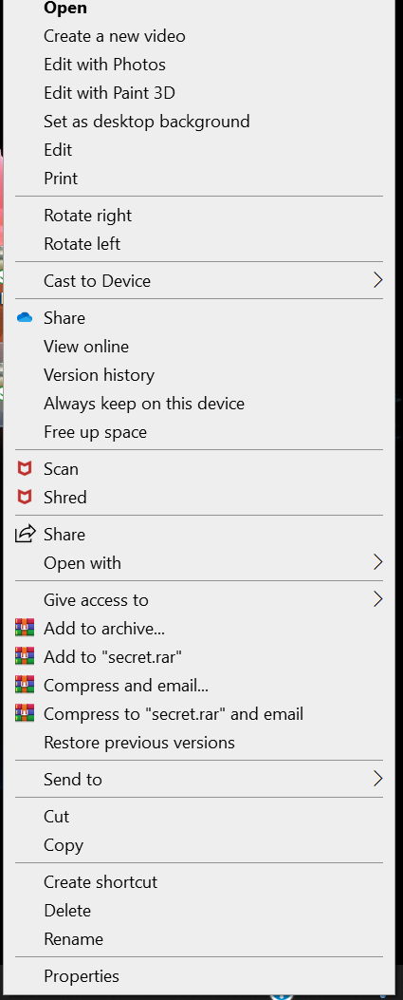 Open
Create a new video
Edit with Photos
Edit with Paint 3D
Set as desktop background
Edit
Print
Rotate right
Rotate left
Cast to Device
Share
View online
Version history
Always keep on this device
Free up space
Scan
Shred
Share
Open with
Give access to
Add to archive...
Add to "secret.rar"
Compress and email...
Compress to "secret.rar" and email
Restore previous versions
Send to
Cut
Copy
Create shortcut
Delete
Rename
Properties